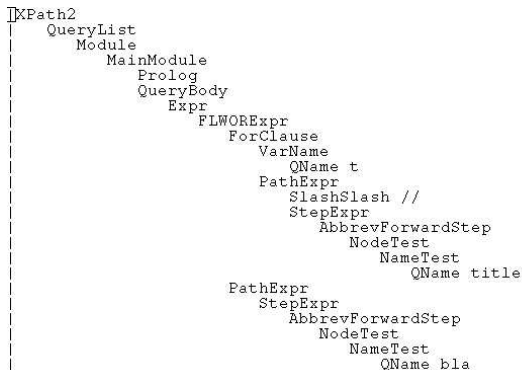 XPath2
QueryList
Module
MainModule
Prolog
QueryBody
Expr
FLWORExpr
ForClause
VarName
QName t
PathExpr
SlashSlash //
StepExpr
AbbrevForwardStep
NodeTest
NameTest
QName title
PathExpr
StepExpr
AbbrevForwardStep
NodeTest
NameTest
QName bla